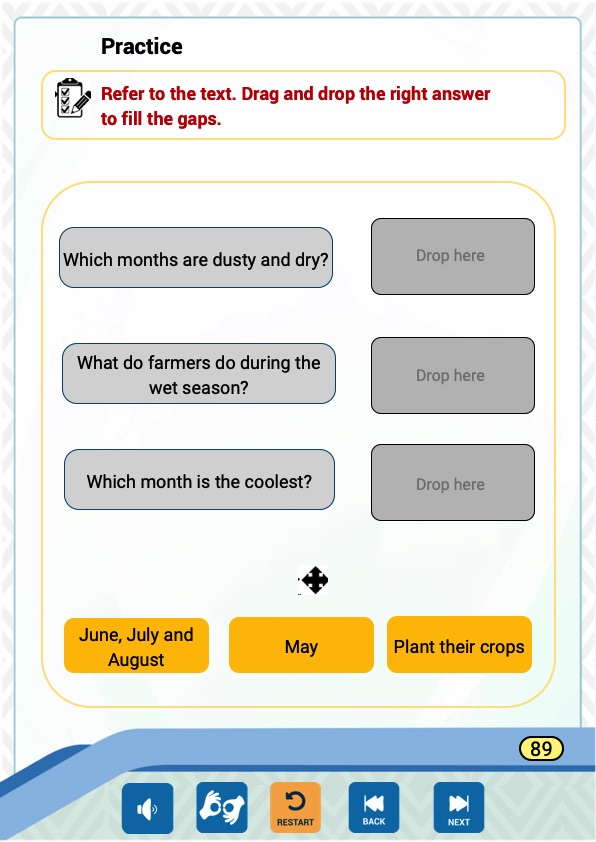 Practice
Refer to the text. Drag and drop the right answer
to fill the gaps.
Which months are dusty and dry?
Drop here
What do farmers do during the
wet season?
Drop here
Which month is the coolest?
Drop here
June, July and
August
May
Plant their crops
89
RESTART
BACK
NEXT